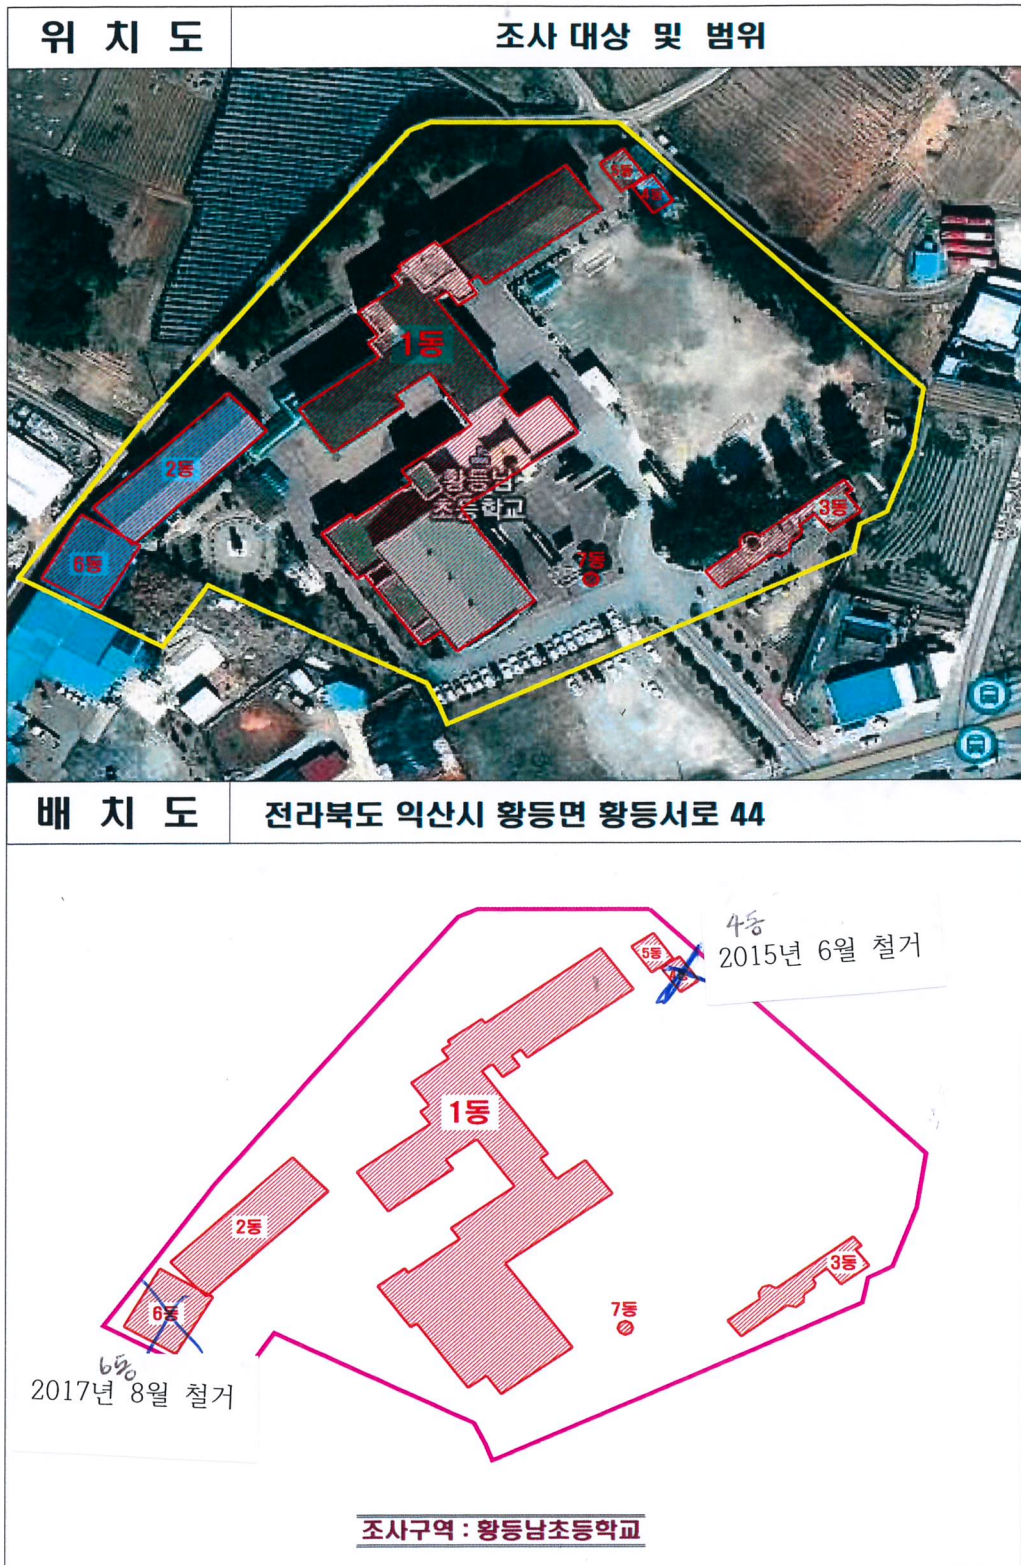 위 치 도
조사 대상 및 범위
5동
1동
2동
황등남
초등학교
3동
7동
6동
배 치 도
전라북도 익산시 황등면 황등서로 44
4동
2015년 6월 철거
5동
1동
2동
3동
7동
6동
6동
2017년 8월 철거
조사구역 : 황등남초등학교